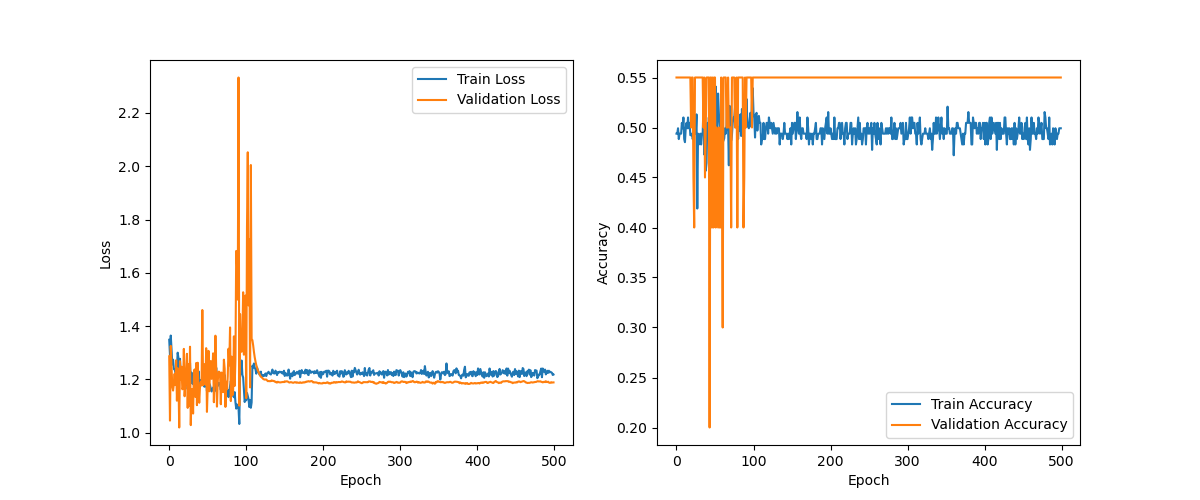 Train Loss
Validation Loss
2.2
2.0
1.8
1.6
1.4
1.2
1.0
Loss
0 100 200 300 400 500
Epoch
0.55
0.50
0.45
0.40
0.35
0.30
0.25
0.20
Accuracy
Train Accuracy
Validation Accuracy
0 100 200 300 400 500
Epoch